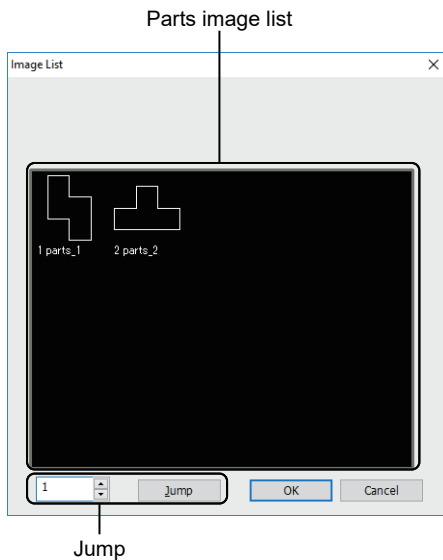 Parts image list
Image List
1 parts_1
2 parts_2
1
Jump
OK
Cancel
Jump